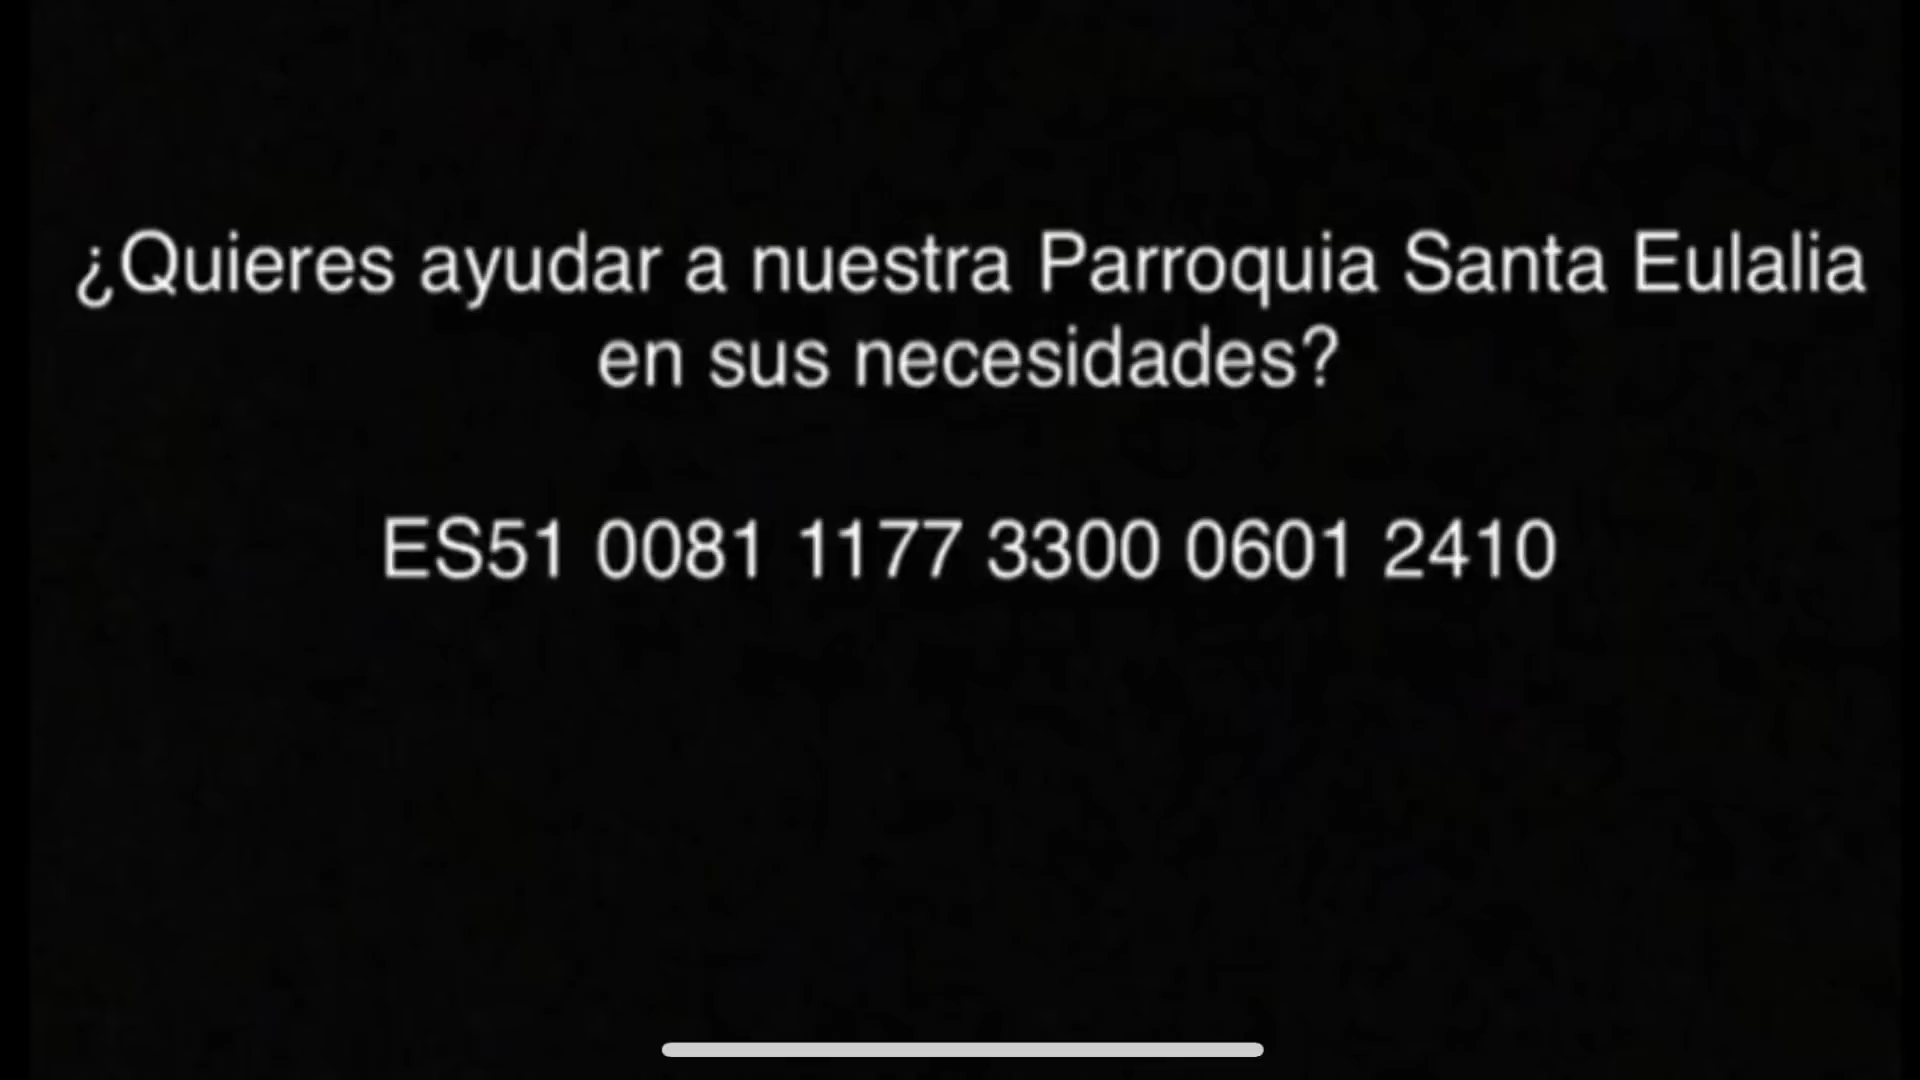 ¿Quieres ayudar a nuestra Parroquia Santa Eulalia
en sus necesidades?
ES51 0081 1177 3300 0601 2410